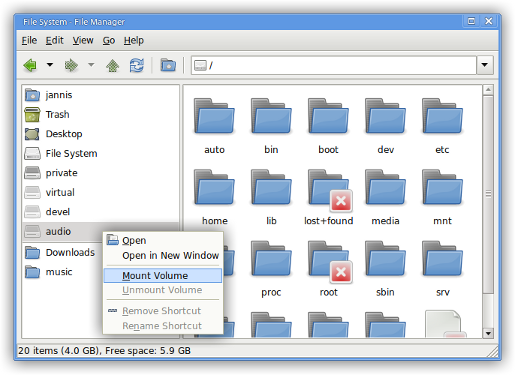 File System - File Manager
File Edit View Go Help
/
jannis
Trash
Desktop
File System
private
virtual
devel
audio
Downloads
music
auto bin boot dev etc
home lib lost+found media mnt
proc root sbin srv
Open
Open in New Window
Mount Volume
Unmount Volume
Remove Shortcut
Rename Shortcut
20 items (4.0 GB), Free space: 5.9 GB